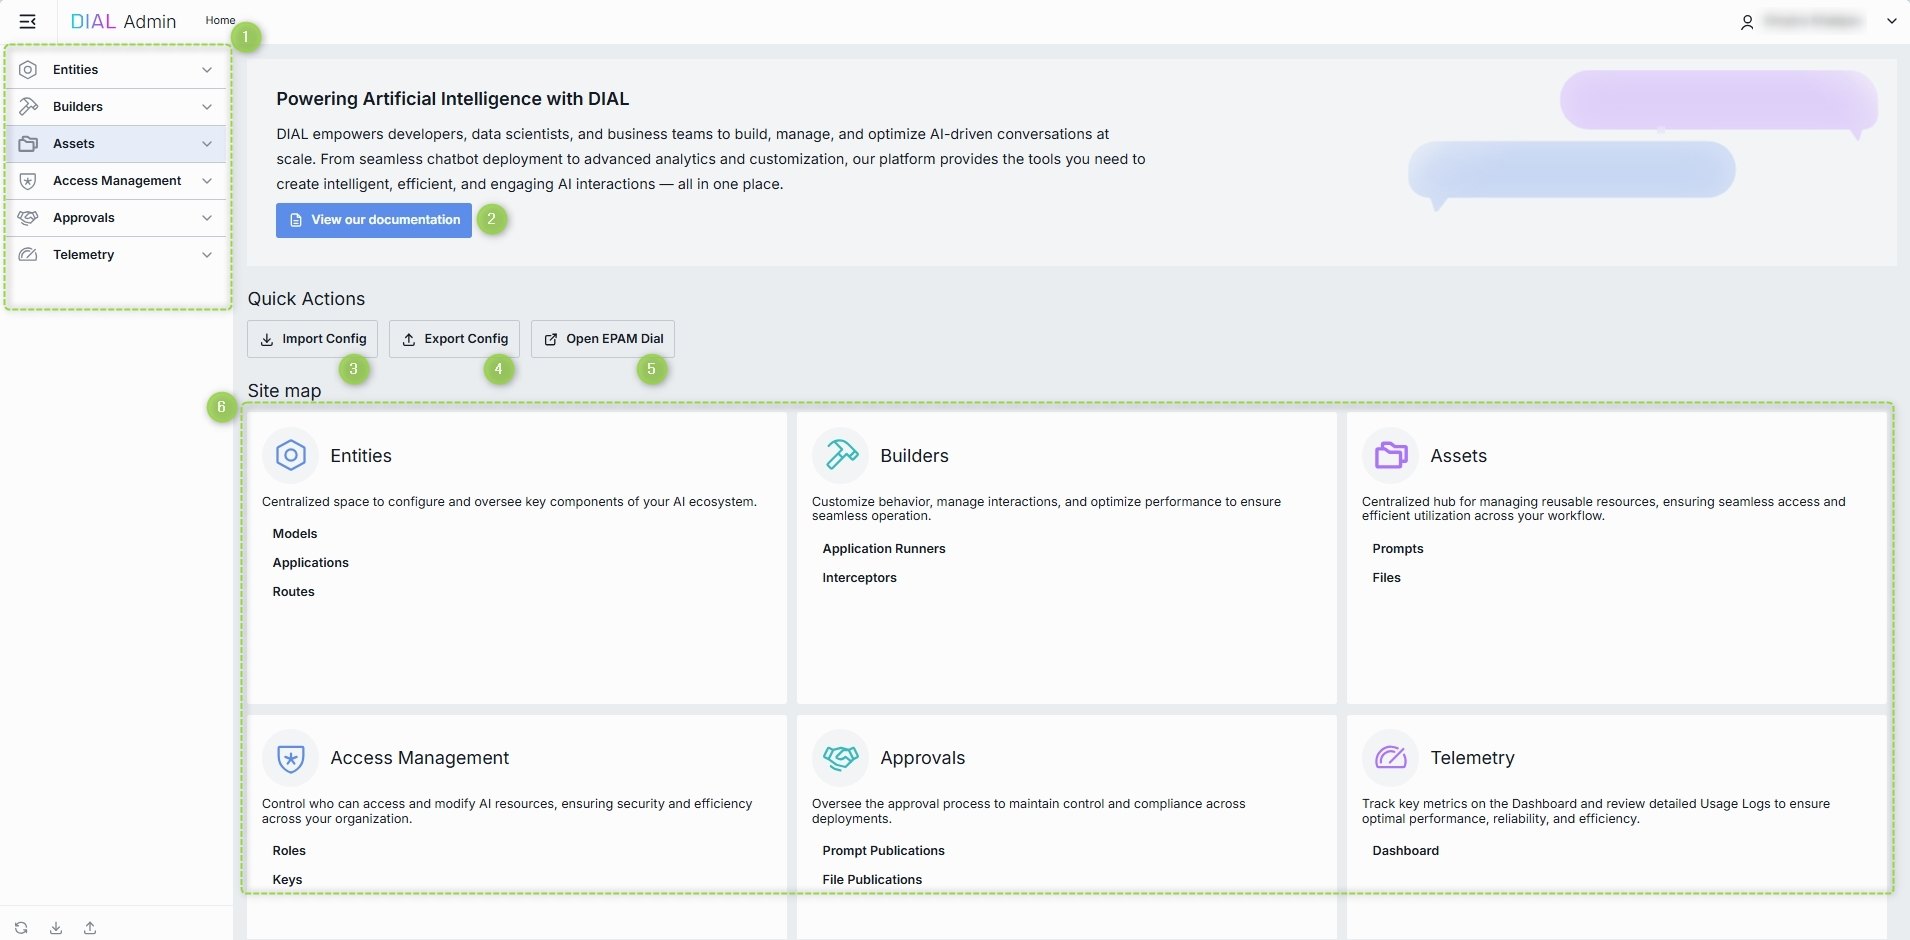 DIAL Admin
Home
1
Entities
Builders
Assets
Access Management
Approvals
Telemetry
Powering Artificial Intelligence with DIAL
DIAL empowers developers, data scientists, and business teams to build, manage, and optimize AI-driven conversations at
scale. From seamless chatbot deployment to advanced analytics and customization, our platform provides the tools you need to
create intelligent, efficient, and engaging AI interactions — all in one place.
View our documentation
2
Quick Actions
Import Config
Export Config
Open EPAM Dial
3
4
5
Site map
6
Entities
Centralized space to configure and oversee key components of your AI ecosystem.
Models
Applications
Routes
Builders
Customize behavior, manage interactions, and optimize performance to ensure
seamless operation.
Application Runners
Interceptors
Assets
Centralized hub for managing reusable resources, ensuring seamless access and
efficient utilization across your workflow.
Prompts
Files
Access Management
Control who can access and modify AI resources, ensuring security and efficiency
across your organization.
Roles
Keys
Approvals
Oversee the approval process to maintain control and compliance across
deployments.
Prompt Publications
File Publications
Telemetry
Track key metrics on the Dashboard and review detailed Usage Logs to ensure
optimal performance, reliability, and efficiency.
Dashboard